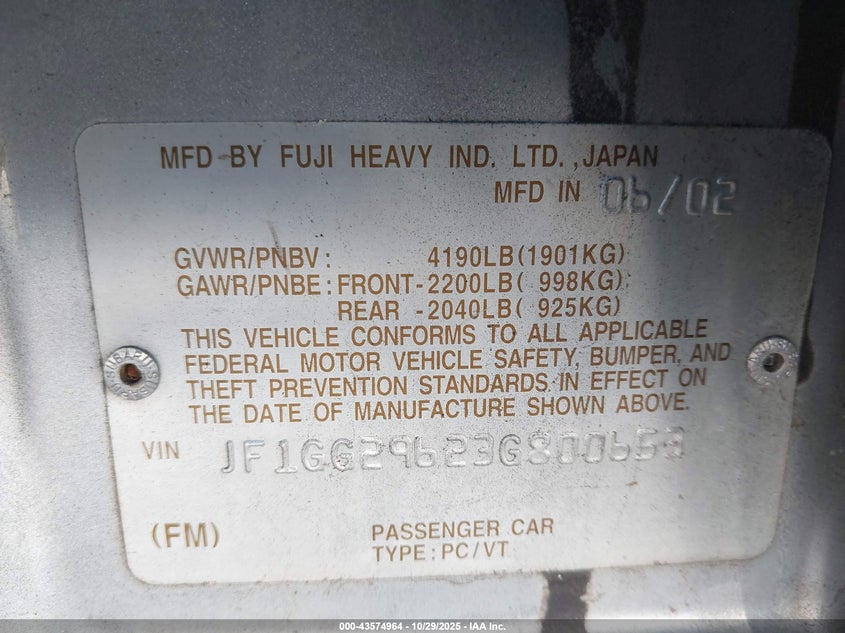 MFD-BY FUJI HEAVY IND. LTD.,JAPAN
MFD IN 06/02
GVWR/PNBV: 4190LB(1901KG)
GAWR/PNBE:FRONT-2200LB( 998KG)
REAR -2040LB( 925KG)
THIS VEHICLE CONFORMS TO ALL APPLICABLE
FEDERAL MOTOR VEHICLE SAFETY, BUMPER, AND
THEFT PREVENTION STANDARDS IN EFFECT ON
THE DATE OF MANUFACTURE SHOWN ABOVE.
VIN JF1GG29623G800653
(FM) PASSENGER CAR
TYPE:PC/VT
000-43574964 | 10/29/2025 - IAA Inc.